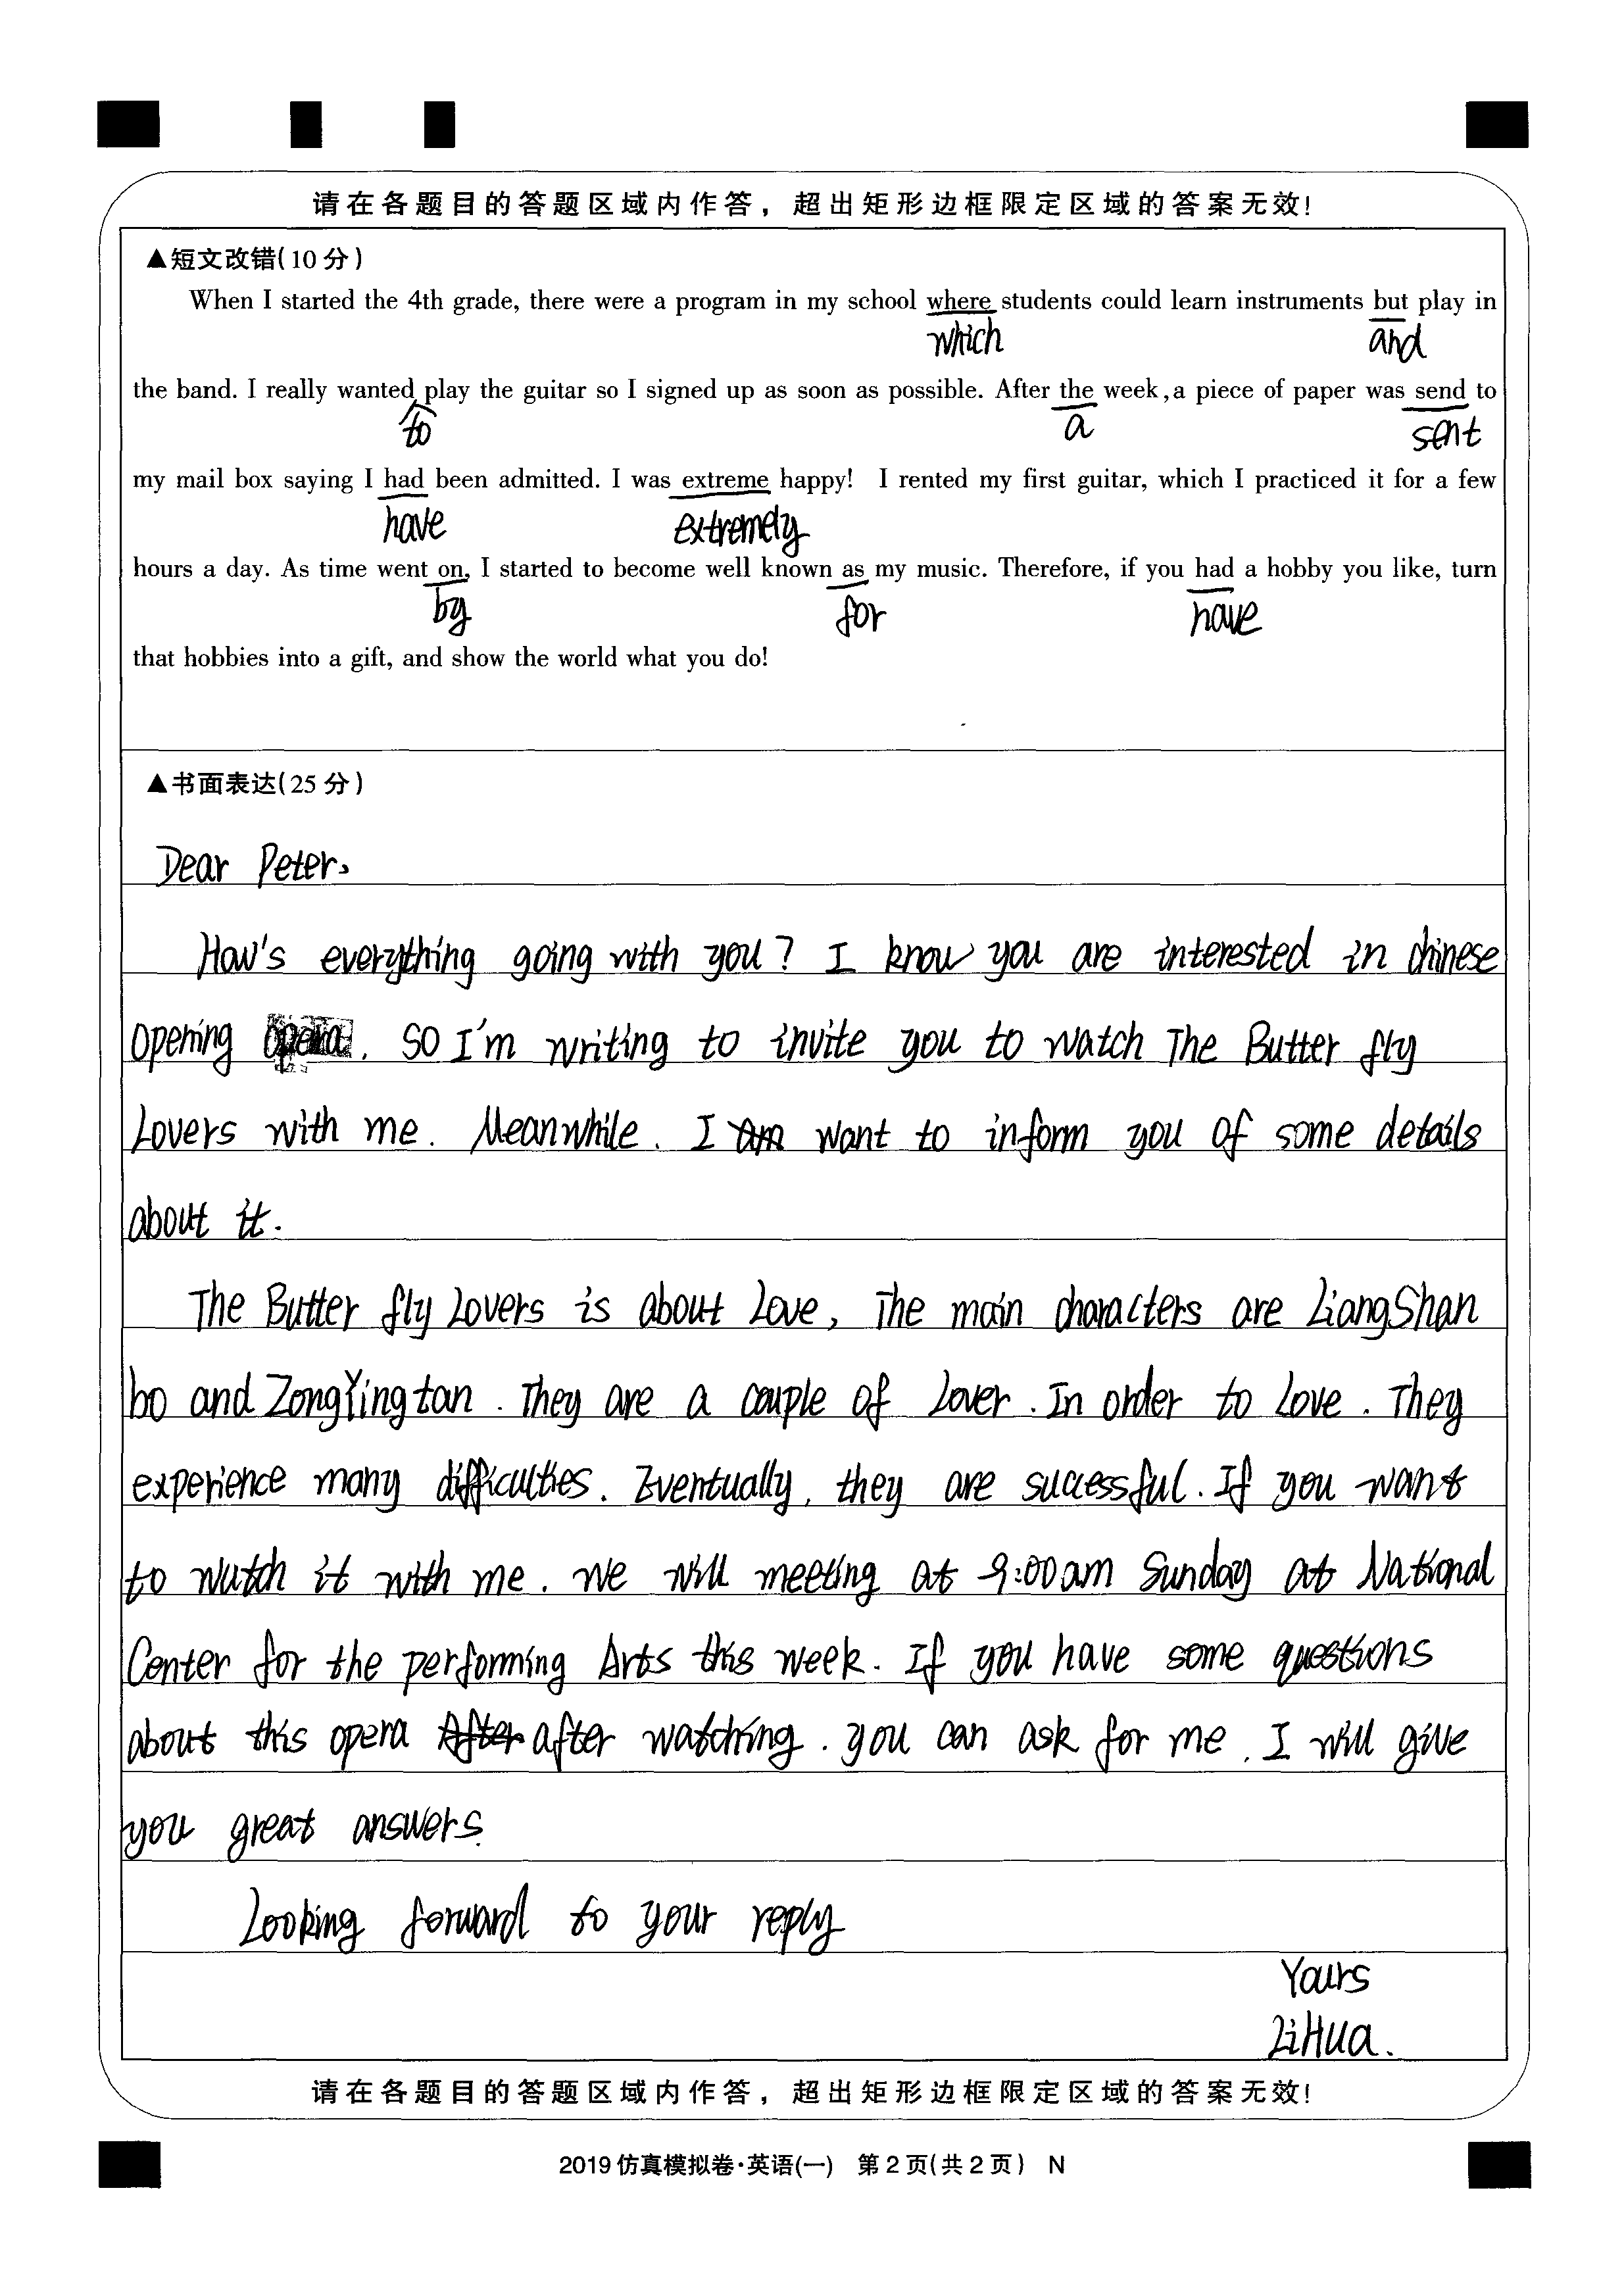 请在各题目的答题区域内作答，超出矩形边框限定区域的答案无效！
▲短文改错(10分)
When I started the 4th grade, there were a program in my school where students could learn instruments but play in
which and
the band. I really wanted play the guitar so I signed up as soon as possible. After the week, a piece of paper was send to
to a sent
my mail box saying I had been admitted. I was extreme happy! I rented my first guitar, which I practiced it for a few
have extremely
hours a day. As time went on, I started to become well known as my music. Therefore, if you had a hobby you like, turn
by for have
that hobbies into a gift, and show the world what you do!
▲书面表达(25分)
Dear Peter,
How's everything going with you? I know you are interested in chinese
opening opera. So I'm writing to invite you to watch The Butter fly
Lovers with me. Meanwhile. I am want to inform you of some details
about it.
The Butter fly Lovers is about Love, The main characters are LiangShan
bo and ZongYingtan. They are a couple of Lover. In order to Love. They
experience many difficulties. Eventually, they are successful. If you want
to watch it with me. We will meeting at 9:00am Sunday at National
Center for the performing Arts this week. If you have some questions
about this opera After after watching. you can ask for me. I will give
you great answers.
Looking forward to your reply
Yours
LiHua.
请在各题目的答题区域内作答，超出矩形边框限定区域的答案无效！
2019仿真模拟卷·英语(一) 第2页(共2页) N